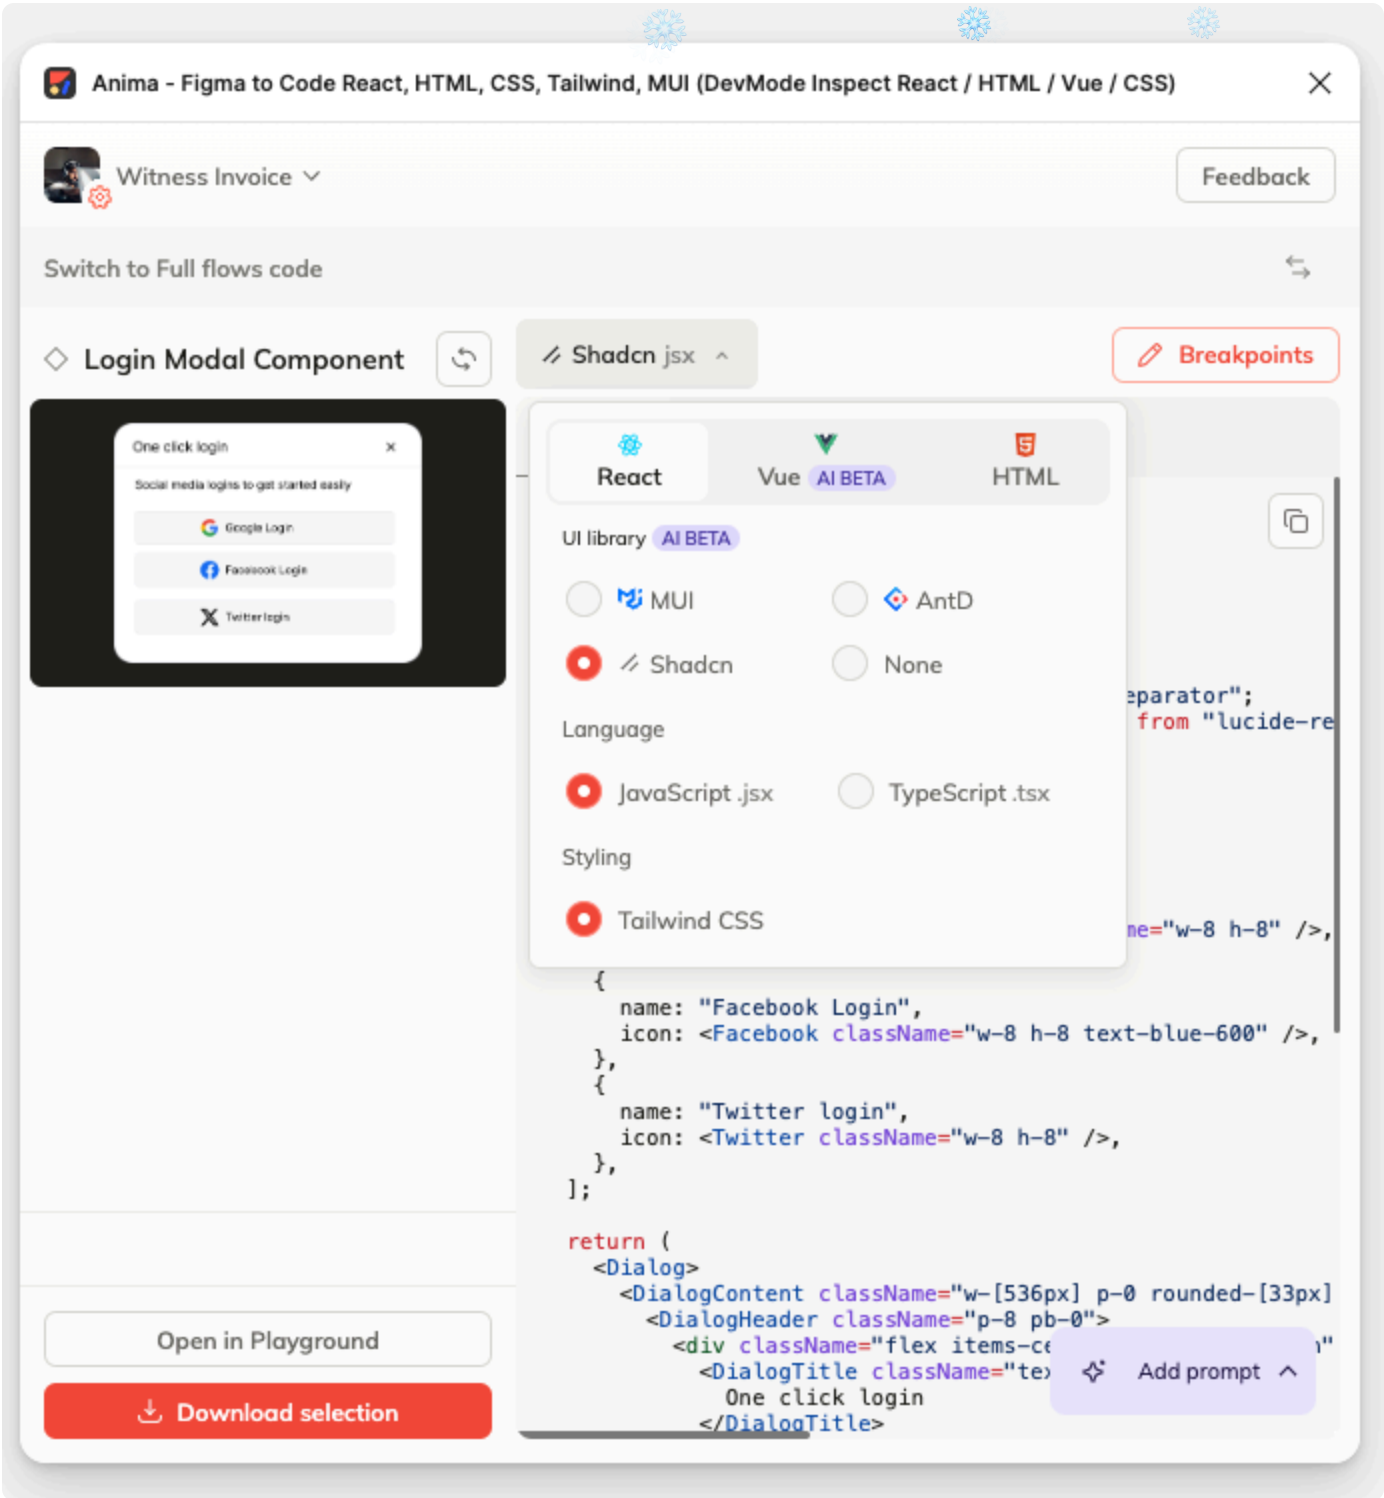 Anima - Figma to Code React, HTML, CSS, Tailwind, MUI (DevMode Inspect React / HTML / Vue / CSS)
Witness Invoice
Feedback
Switch to Full flows code
Login Modal Component
Shadcn jsx
Breakpoints
One click login
Social media logins to get started easily
Google Login
Facebook Login
Twitter login
React
Vue AI BETA
HTML
UI library AI BETA
MUI
AntD
Shadcn
None
Language
JavaScript .jsx
TypeScript .tsx
Styling
Tailwind CSS
eparator";
from "lucide-re
me="w-8 h-8" />,
{
name: "Facebook Login",
icon: <Facebook className="w-8 h-8 text-blue-600" />,
},
{
name: "Twitter login",
icon: <Twitter className="w-8 h-8" />,
},
];
return (
<Dialog>
<DialogContent className="w-[536px] p-0 rounded-[33px]
<DialogHeader className="p-8 pb-0">
<div className="flex items-ce
<DialogTitle className="tex
One click login
</DialogTitle>
Add prompt
Open in Playground
Download selection